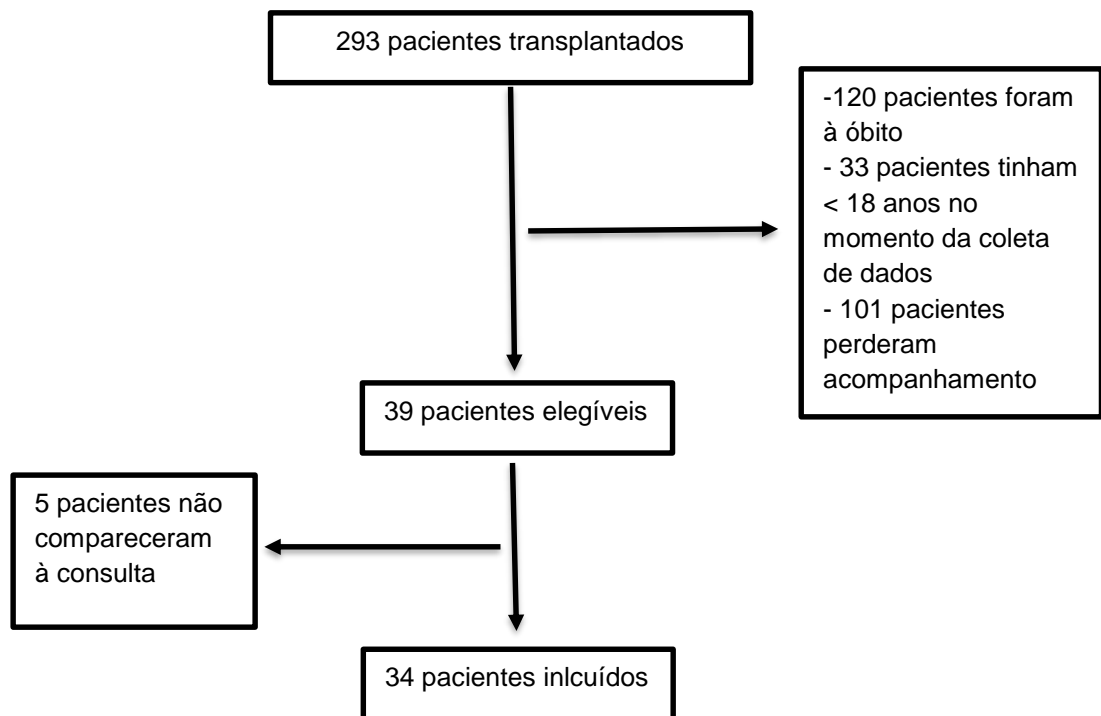 293 pacientes transplantados
-120 pacientes foram
à óbito
- 33 pacientes tinham
< 18 anos no
momento da coleta
de dados
- 101 pacientes
perderam
acompanhamento
39 pacientes elegíveis
5 pacientes não
compareceram
à consulta
34 pacientes inlcuídos